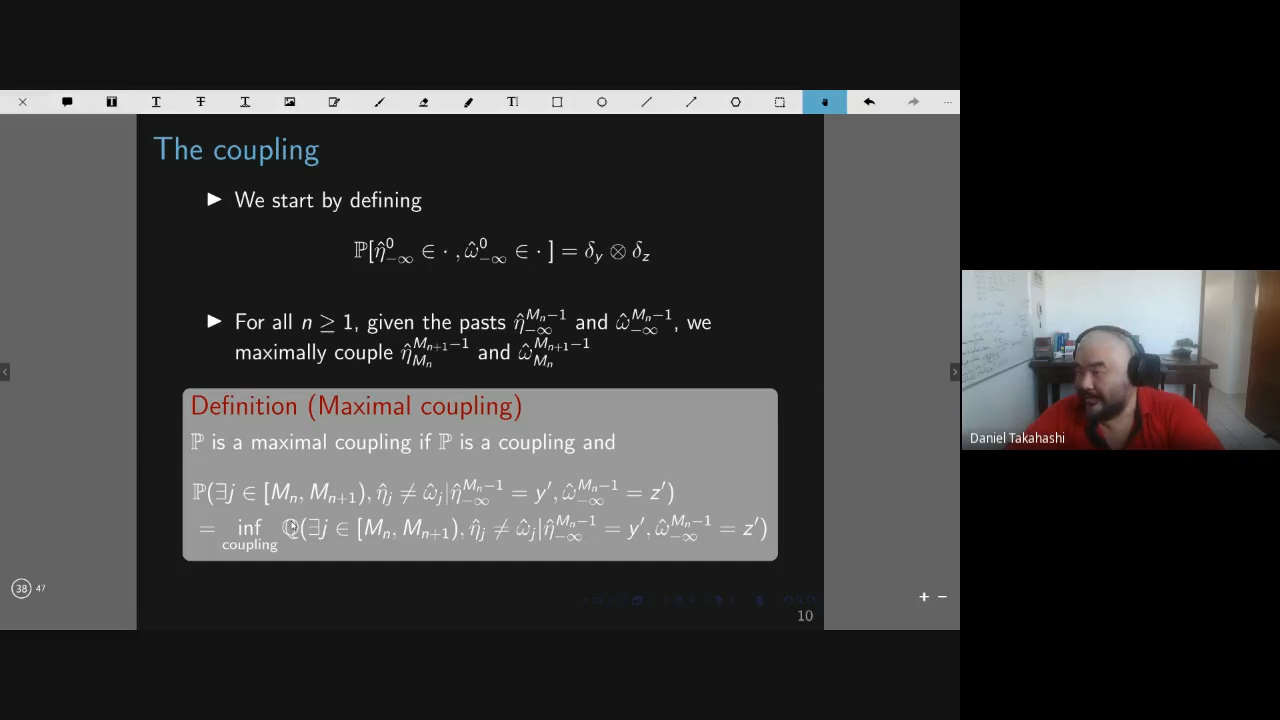 The coupling
▶ We start by defining
ℙ[η̂⁰₋∞ ∈ · , ω̂⁰₋∞ ∈ · ] = δ_y ⊗ δ_z
▶ For all n ≥ 1, given the pasts η̂_{-∞}^{M_n-1} and ω̂_{-∞}^{M_n-1}, we
maximally couple η̂_{M_n}^{M_{n+1}-1} and ω̂_{M_n}^{M_{n+1}-1}
Definition (Maximal coupling)
ℙ is a maximal coupling if ℙ is a coupling and
ℙ(∃j ∈ [M_n, M_{n+1}), η̂_j ≠ ω̂_j|η̂_{-∞}^{M_n-1} = y′, ω̂_{-∞}^{M_n-1} = z′)
= inf_{coupling} ℚ(∃j ∈ [M_n, M_{n+1}), η̂_j ≠ ω̂_j|η̂_{-∞}^{M_n-1} = y′, ω̂_{-∞}^{M_n-1} = z′)
38 47
10
Daniel Takahashi